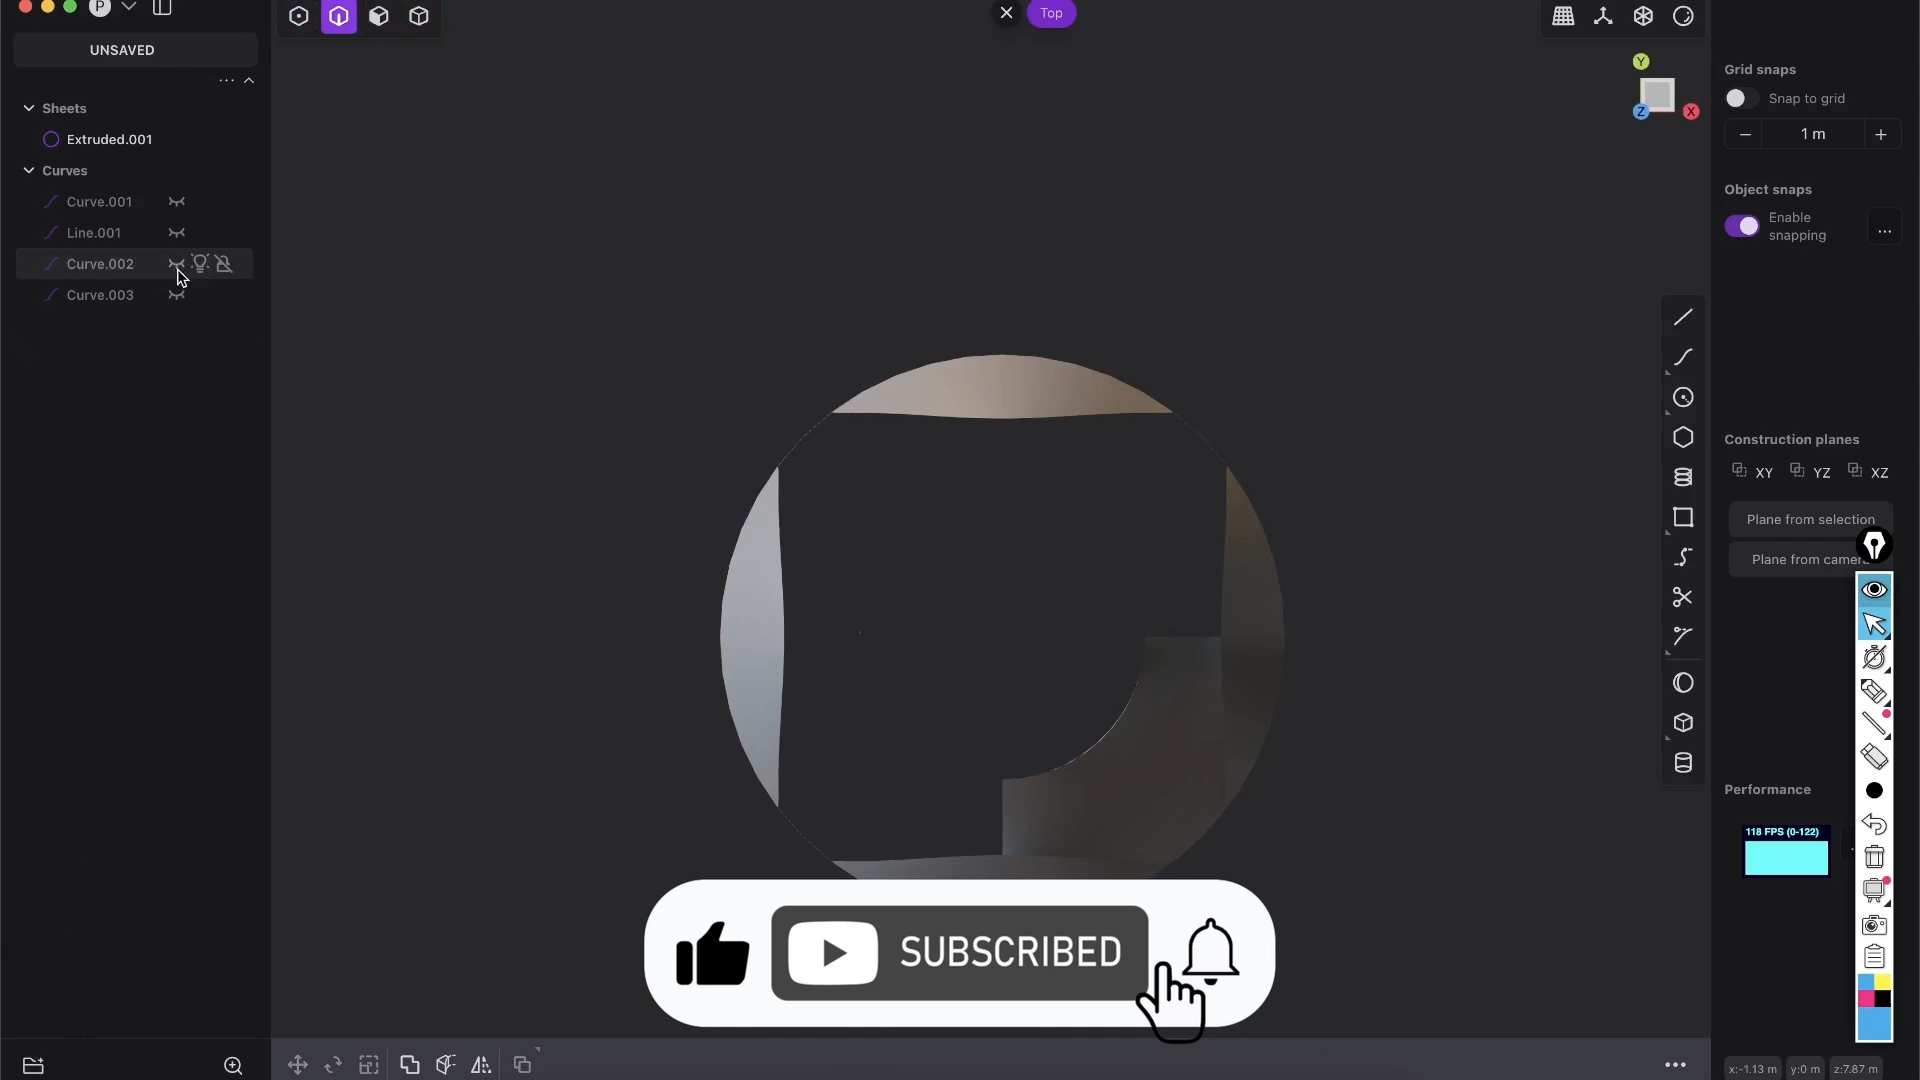 P
Top
UNSAVED
...
Sheets
Extruded.001
Curves
Curve.001
Line.001
Curve.002
Curve.003
Y
Z
X
Grid snaps
Snap to grid
− 1 m +
Object snaps
Enable
snapping
...
Construction planes
XY YZ XZ
Plane from selection
Plane from camera
Performance
118 FPS (0-122)
SUBSCRIBED
x:-1.13 m y:0 m z:7.87 m